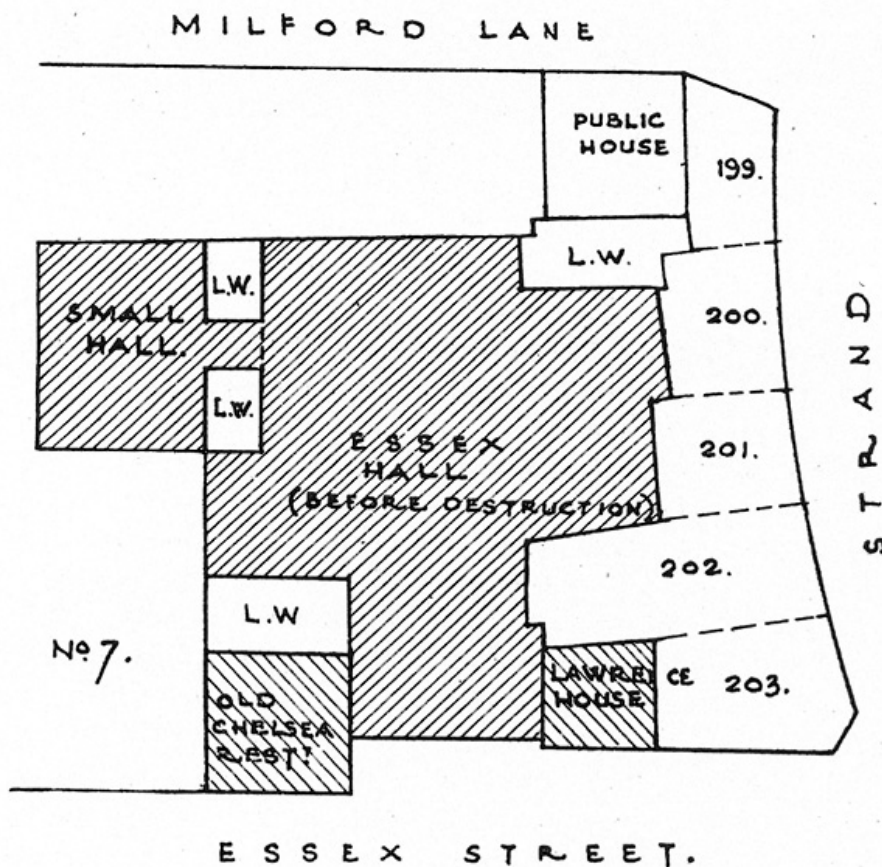 MILFORD LANE
PUBLIC
HOUSE
199.
L.W.
L.W.
SMALL
HALL.
200.
STRAND
L.W.
ESSEX
HALL
(BEFORE DESTRUCTION)
201.
202.
L.W
No 7.
LAWRENCE
HOUSE
203.
OLD
CHELSEA
RESTT
ESSEX STREET.